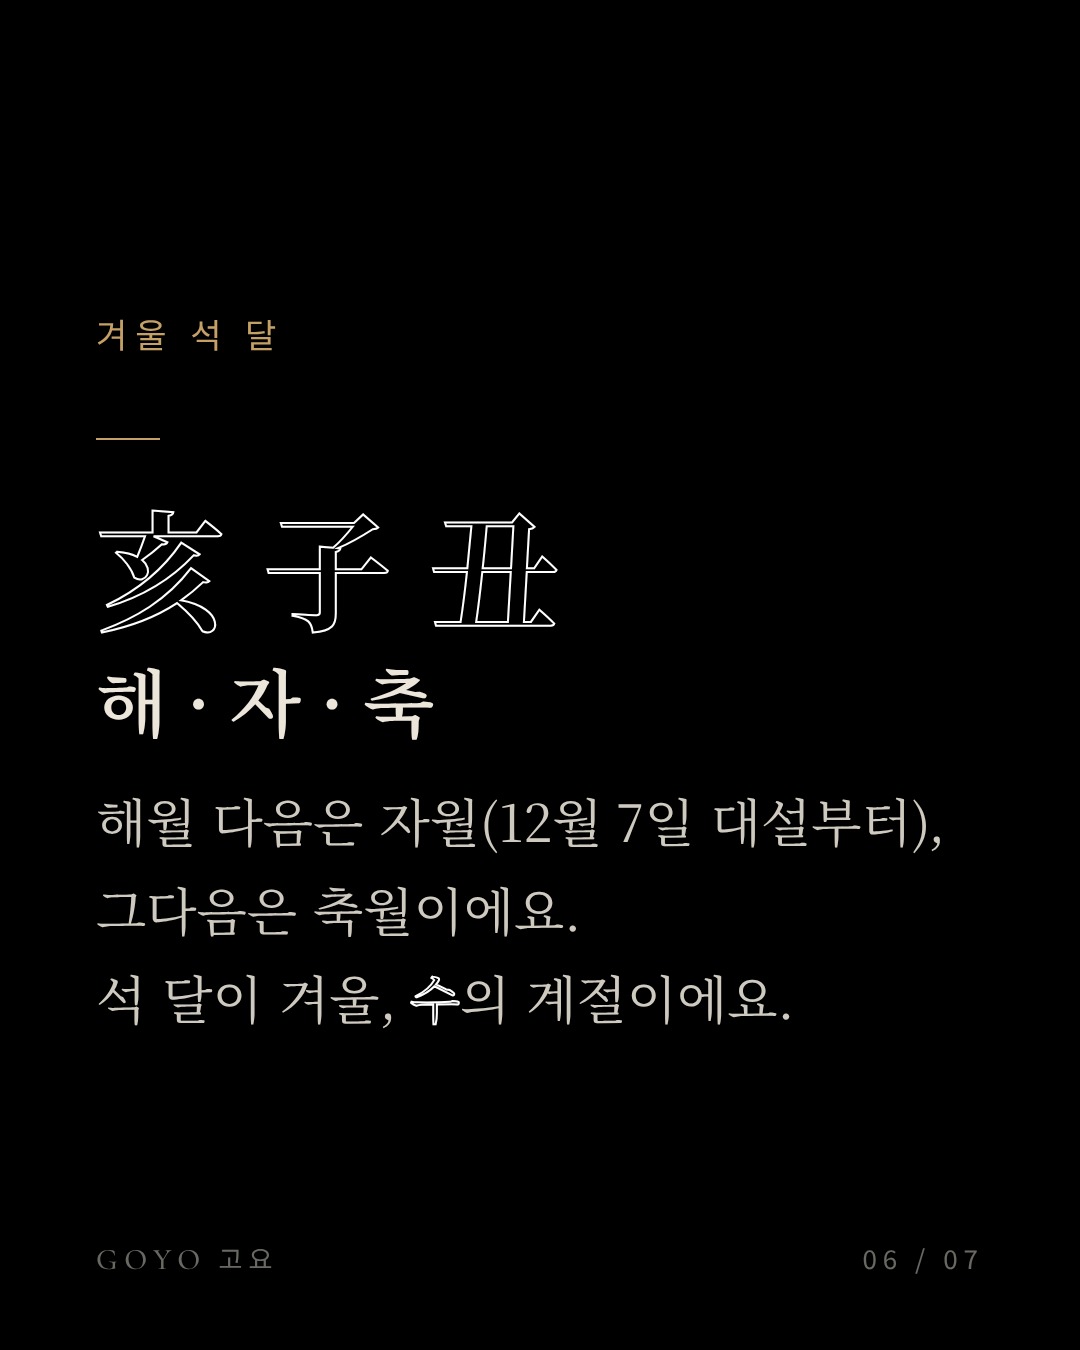 겨울 석 달
亥子丑
해·자·축
해월 다음은 자월(12월 7일 대설부터),
그다음은 축월이에요.
석 달이 겨울, 수의 계절이에요.
GOYO 고요
06 / 07